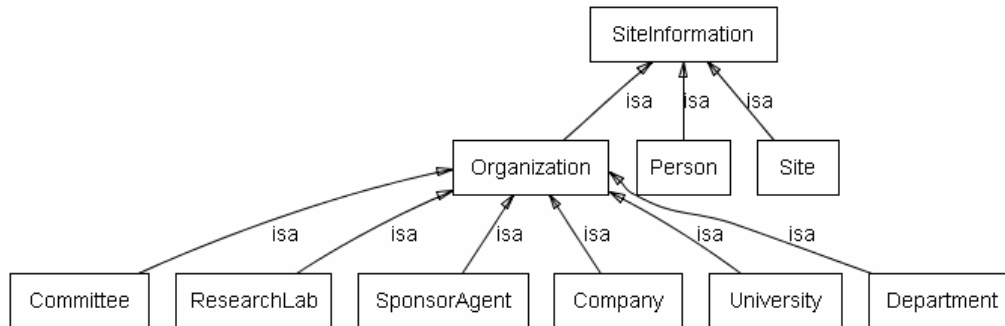 SiteInformation
isa isa isa
Organization Person Site
isa isa isa isa isa isa
Committee ResearchLab SponsorAgent Company University Department